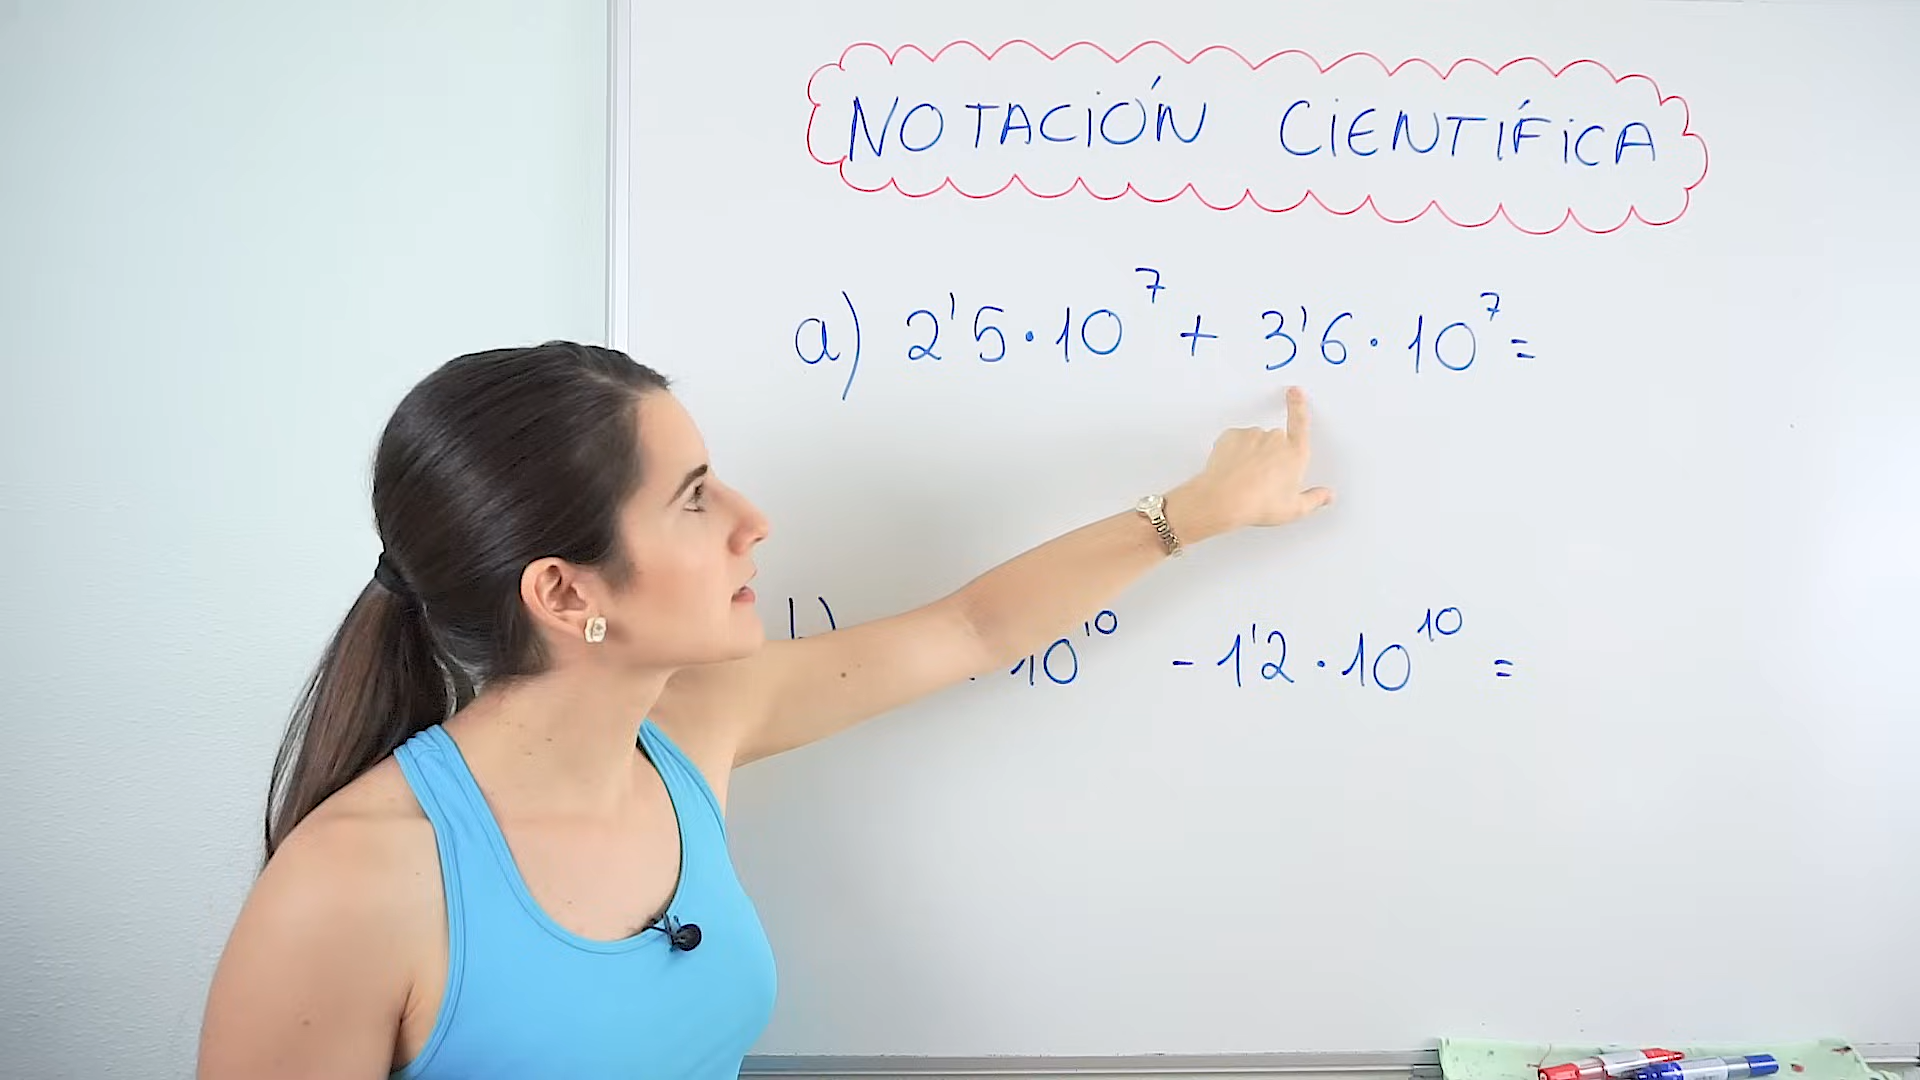 NOTACIÓN CIENTÍFICA
a) 2'5·10⁷ + 3'6·10⁷=
b) ·10¹⁰ - 1'2·10¹⁰ =